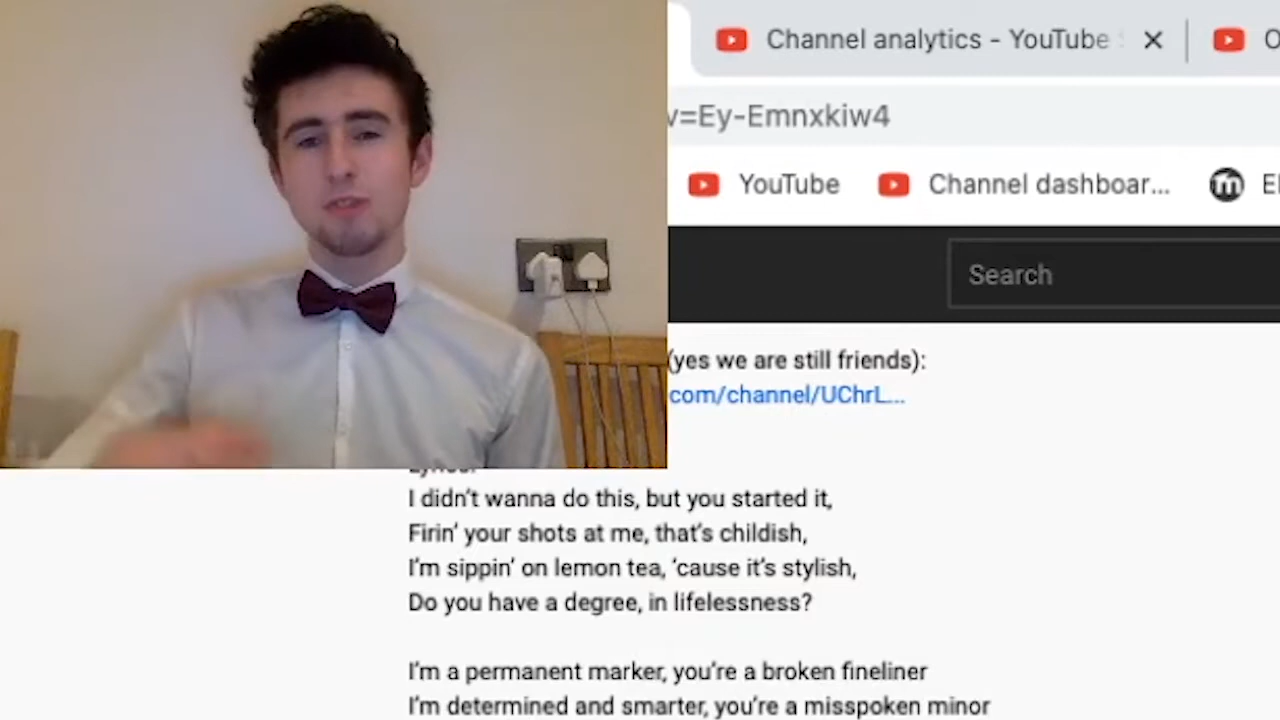 Channel analytics - YouTube
v=Ey-Emnxkiw4
YouTube
Channel dashboar...
Search
(yes we are still friends):
com/channel/UChrL...
I didn't wanna do this, but you started it,
Firin' your shots at me, that's childish,
I'm sippin' on lemon tea, 'cause it's stylish,
Do you have a degree, in lifelessness?
I'm a permanent marker, you're a broken fineliner
I'm determined and smarter, you're a misspoken minor